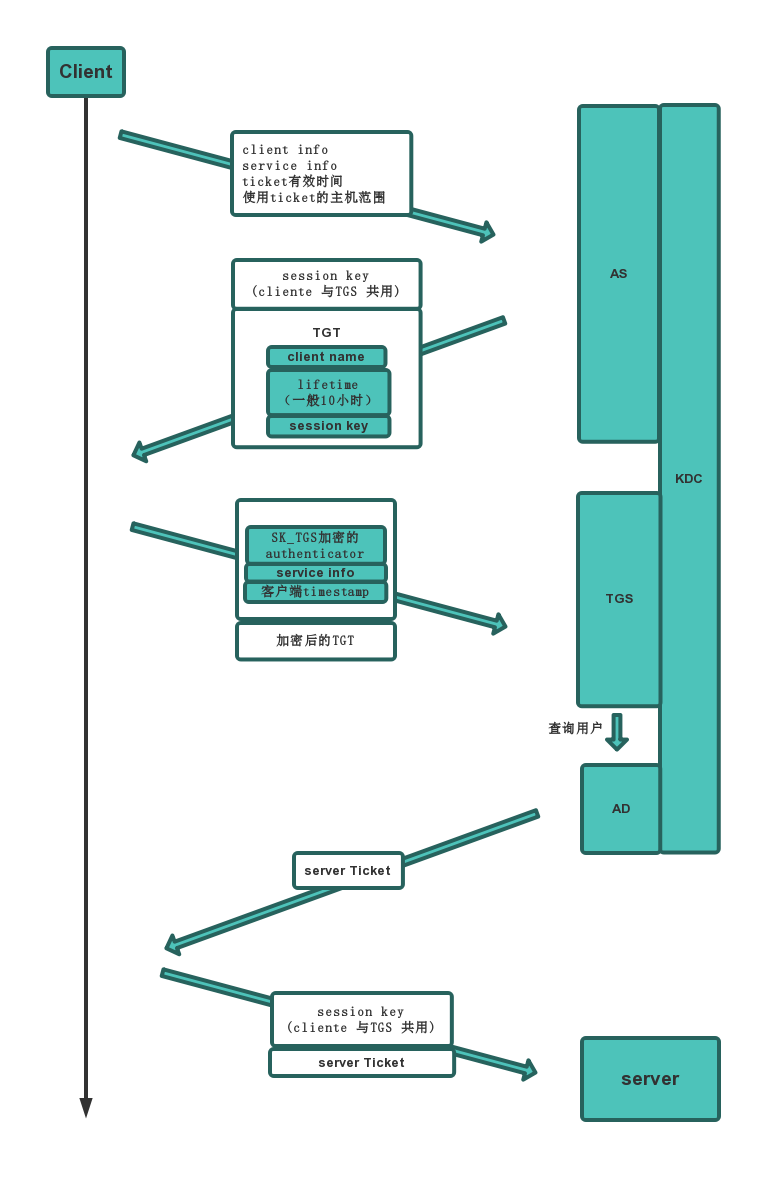 Client
client info
service info
ticket有效时间
使用ticket的主机范围
AS
KDC
session key
(cliente 与TGS 共用)
TGT
client name
lifetime
（一般10小时）
session key
SK_TGS加密的
authenticator
service info
客户端timestamp
加密后的TGT
TGS
查询用户
AD
server Ticket
session key
(cliente 与TGS 共用)
server Ticket
server